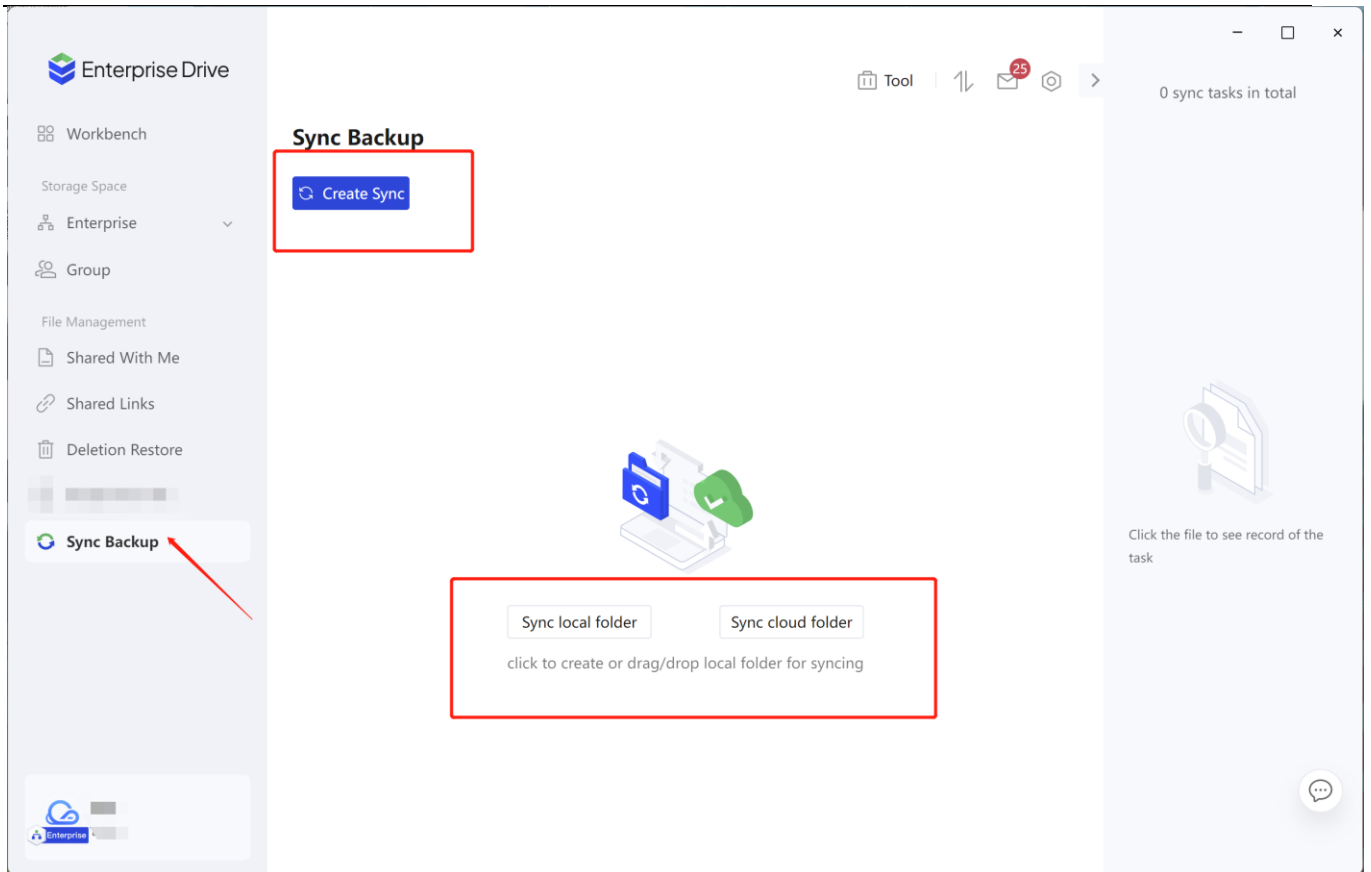 Enterprise Drive
Tool
25
0 sync tasks in total
Workbench
Sync Backup
Storage Space
Create Sync
Enterprise
Group
File Management
Shared With Me
Shared Links
Deletion Restore
Sync Backup
Click the file to see record of the
task
Sync local folder
Sync cloud folder
click to create or drag/drop local folder for syncing
Enterprise